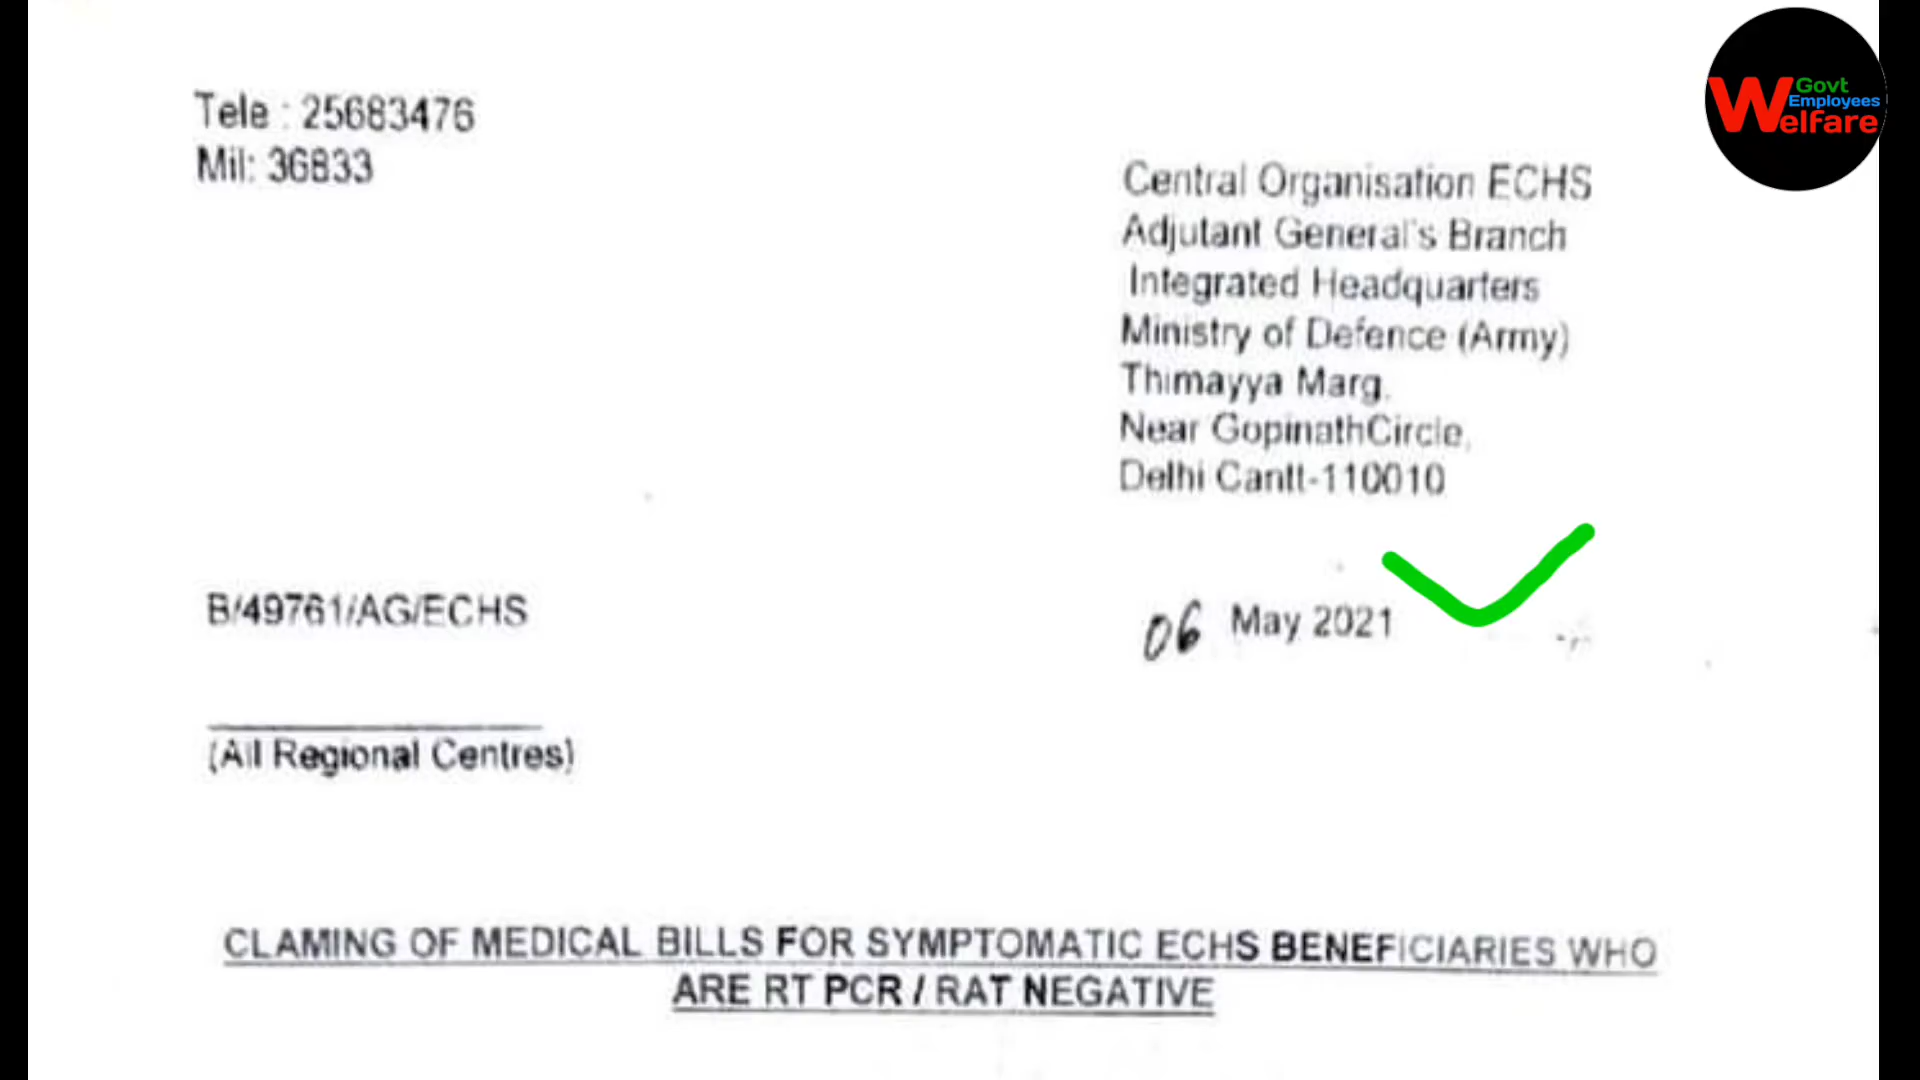 Tele : 25683476
Mil: 36833
Govt
Employees
Welfare
Central Organisation ECHS
Adjutant General's Branch
Integrated Headquarters
Ministry of Defence (Army)
Thimayya Marg,
Near GopinathCircle,
Delhi Cantt-110010
B/49761/AG/ECHS
06 May 2021
(All Regional Centres)
CLAMING OF MEDICAL BILLS FOR SYMPTOMATIC ECHS BENEFICIARIES WHO
ARE RT PCR / RAT NEGATIVE